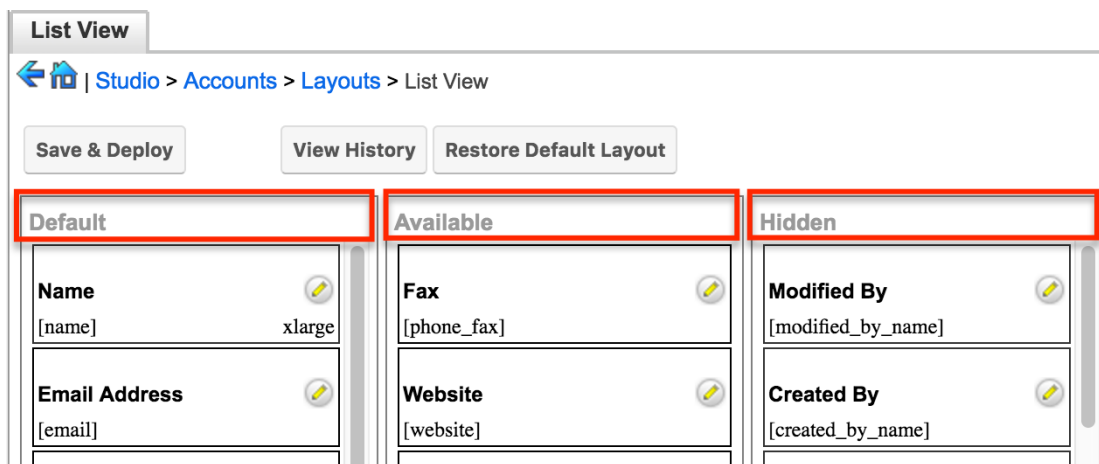 List View
| Studio > Accounts > Layouts > List View
Save & Deploy View History Restore Default Layout
Default Available Hidden
Name Fax Modified By
[name] xlarge [phone_fax] [modified_by_name]
Email Address Website Created By
[email] [website] [created_by_name]